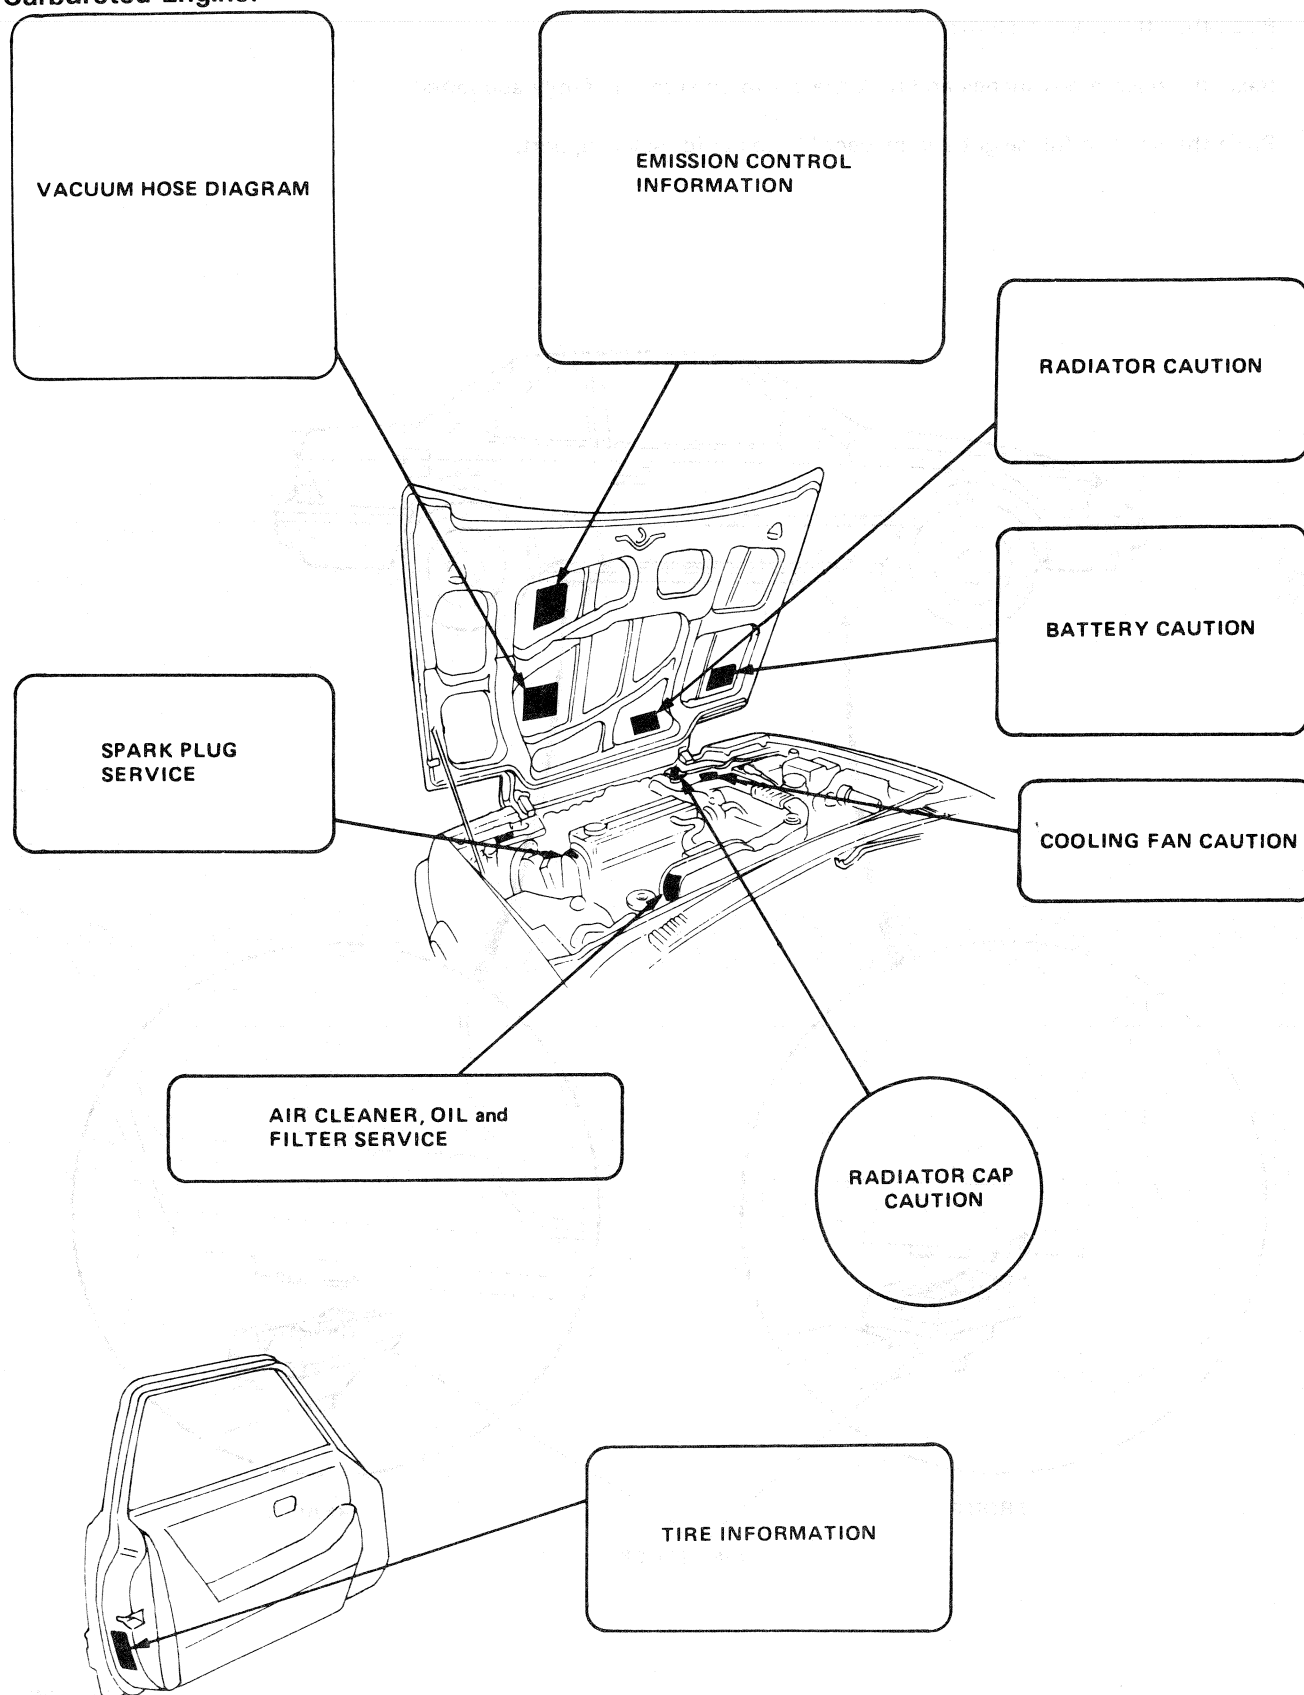 Carbureted Engine:
VACUUM HOSE DIAGRAM
EMISSION CONTROL
INFORMATION
RADIATOR CAUTION
BATTERY CAUTION
SPARK PLUG
SERVICE
COOLING FAN CAUTION
AIR CLEANER, OIL and
FILTER SERVICE
RADIATOR CAP
CAUTION
TIRE INFORMATION